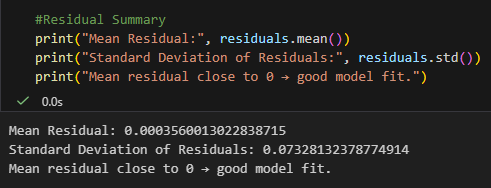 #Residual Summary
print("Mean Residual:", residuals.mean())
print("Standard Deviation of Residuals:", residuals.std())
print("Mean residual close to 0 → good model fit.")
0.0s
Mean Residual: 0.0003560013022838715
Standard Deviation of Residuals: 0.07328132378774914
Mean residual close to 0 → good model fit.